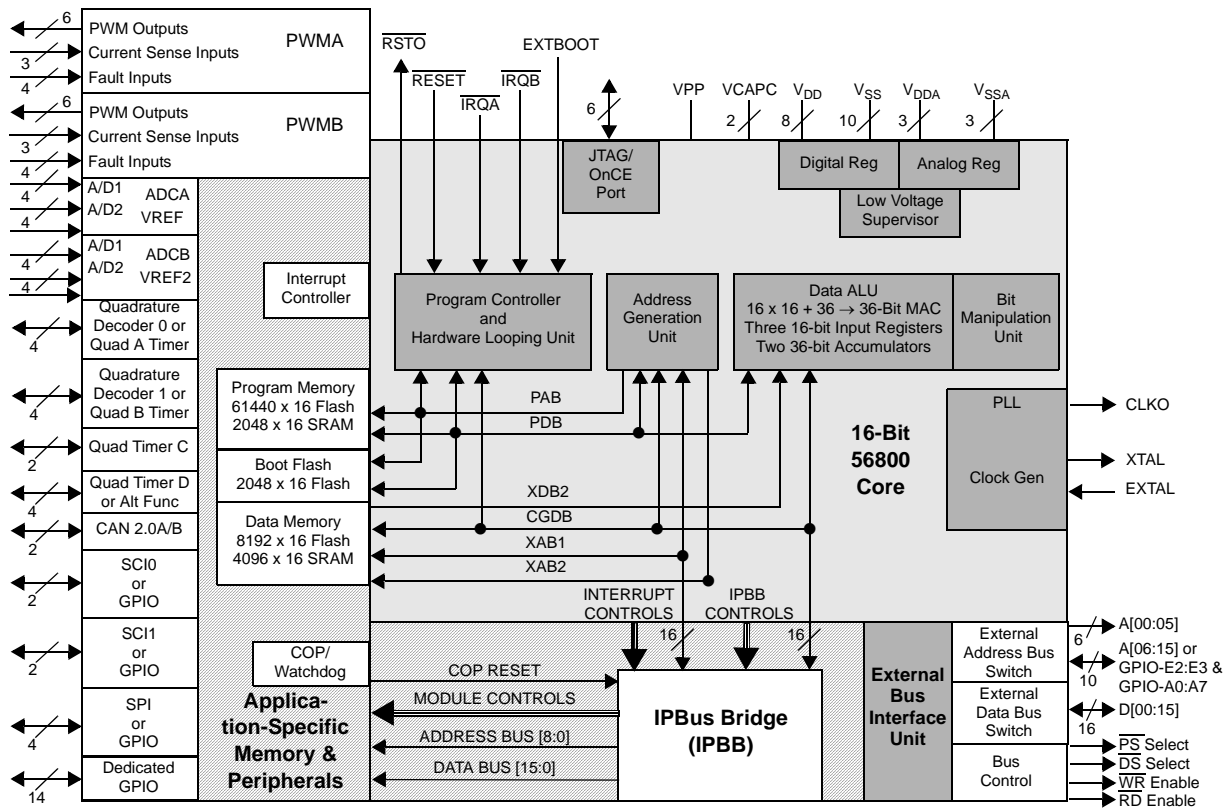 6
PWM Outputs
PWMA
Current Sense Inputs
3
Fault Inputs
4
6
PWM Outputs
PWMB
Current Sense Inputs
3
Fault Inputs
4
A/D1
ADCA
4
A/D2
VREF
4
A/D1
ADCB
4
A/D2
VREF2
4
Quadrature
Decoder 0 or
Quad A Timer
4
Quadrature
Decoder 1 or
Quad B Timer
4
Quad Timer C
2
Quad Timer D
or Alt Func
4
CAN 2.0A/B
2
SCI0
or
GPIO
2
SCI1
or
GPIO
2
SPI
or
GPIO
4
Dedicated
GPIO
14
RSTO
EXTBOOT
RESET
IRQB
IRQA
6
VPP
VCAPC
2
VDD
8
VSS
10
VDDA
3
VSSA
3
JTAG/
OnCE
Port
Digital Reg
Analog Reg
Low Voltage
Supervisor
Interrupt
Controller
Program Controller
and
Hardware Looping Unit
Address
Generation
Unit
Data ALU
16 x 16 + 36 → 36-Bit MAC
Three 16-bit Input Registers
Two 36-bit Accumulators
Bit
Manipulation
Unit
Program Memory
61440 x 16 Flash
2048 x 16 SRAM
Boot Flash
2048 x 16 Flash
Data Memory
8192 x 16 Flash
4096 x 16 SRAM
PAB
PDB
XDB2
CGDB
XAB1
XAB2
16-Bit
56800
Core
PLL
Clock Gen
CLKO
XTAL
EXTAL
INTERRUPT
CONTROLS
16
IPBB
CONTROLS
16
COP/
Watchdog
COP RESET
MODULE CONTROLS
ADDRESS BUS [8:0]
DATA BUS [15:0]
Applica-
tion-Specific
Memory &
Peripherals
IPBus Bridge
(IPBB)
External
Bus
Interface
Unit
External
Address Bus
Switch
External
Data Bus
Switch
Bus
Control
A[00:05]
6
A[06:15] or
GPIO-E2:E3 &
GPIO-A0:A7
10
D[00:15]
16
PS Select
DS Select
WR Enable
RD Enable